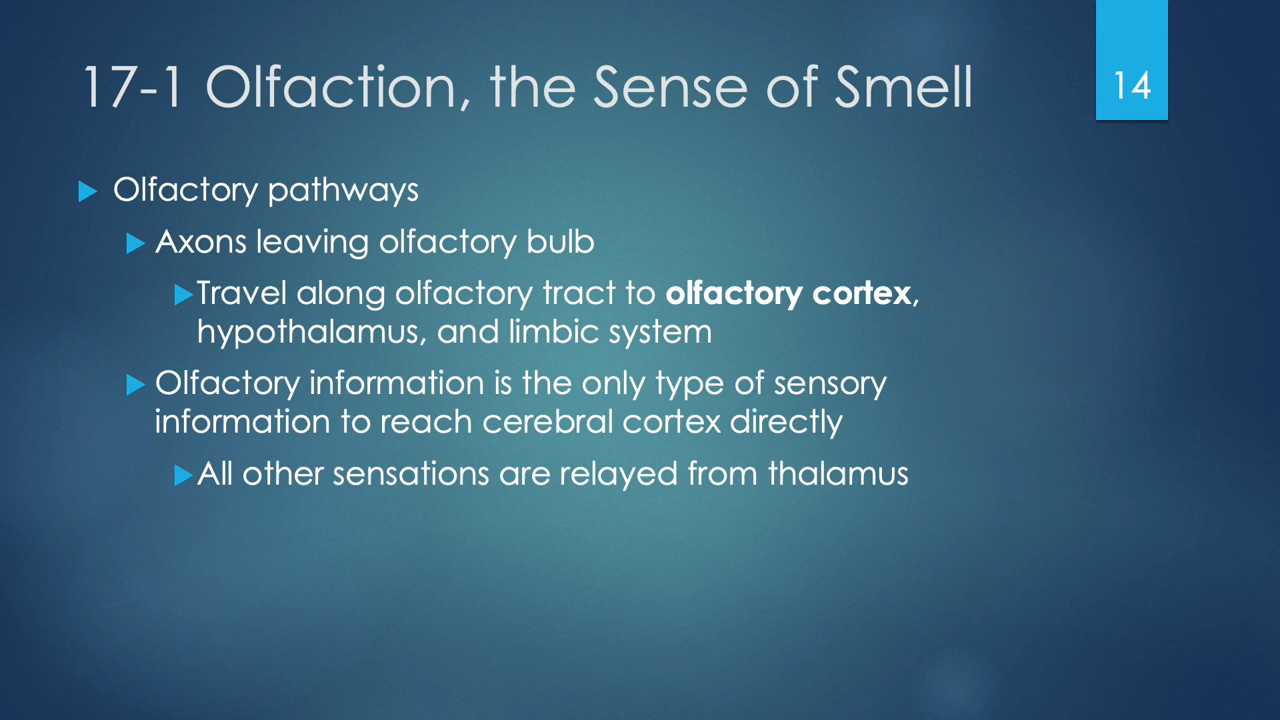 17-1 Olfaction, the Sense of Smell
14
Olfactory pathways
Axons leaving olfactory bulb
Travel along olfactory tract to olfactory cortex,
hypothalamus, and limbic system
Olfactory information is the only type of sensory
information to reach cerebral cortex directly
All other sensations are relayed from thalamus